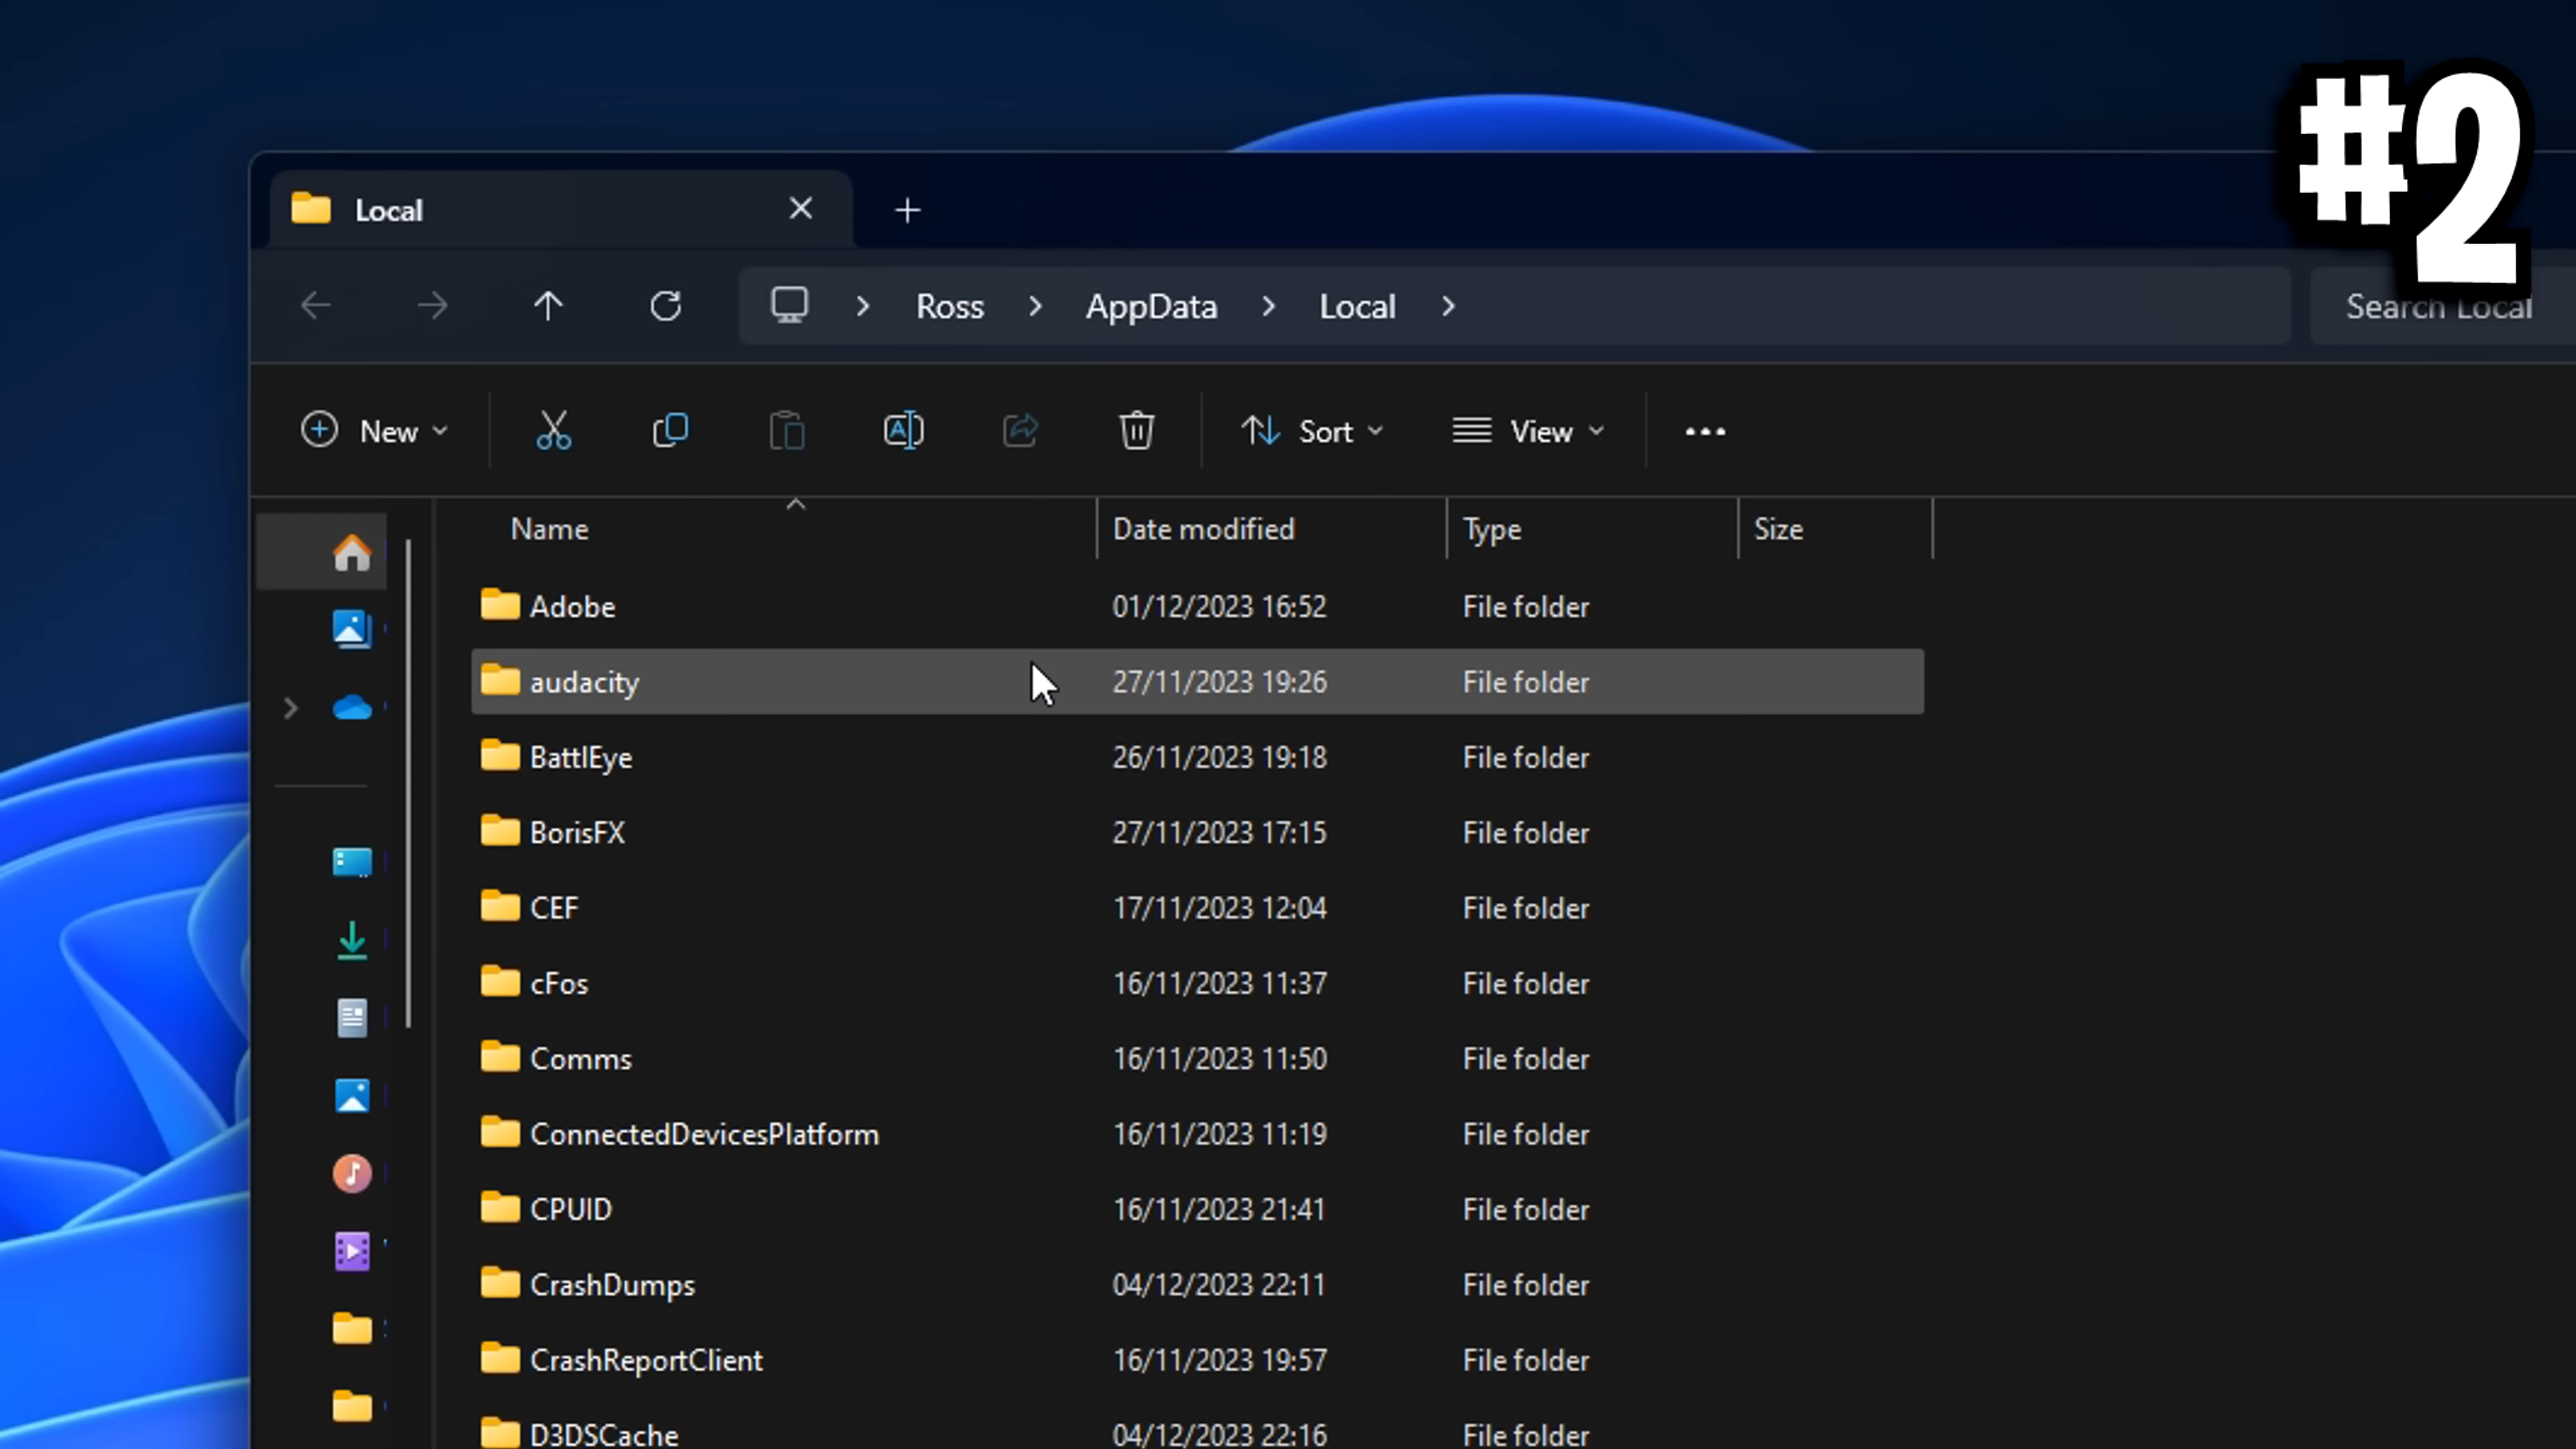 #2
Local
Ross AppData Local
Search Local
New Sort View
Name Date modified Type Size
Adobe 01/12/2023 16:52 File folder
audacity 27/11/2023 19:26 File folder
BattlEye 26/11/2023 19:18 File folder
BorisFX 27/11/2023 17:15 File folder
CEF 17/11/2023 12:04 File folder
cFos 16/11/2023 11:37 File folder
Comms 16/11/2023 11:50 File folder
ConnectedDevicesPlatform 16/11/2023 11:19 File folder
CPUID 16/11/2023 21:41 File folder
CrashDumps 04/12/2023 22:11 File folder
CrashReportClient 16/11/2023 19:57 File folder
D3DSCache 04/12/2023 22:16 File folder